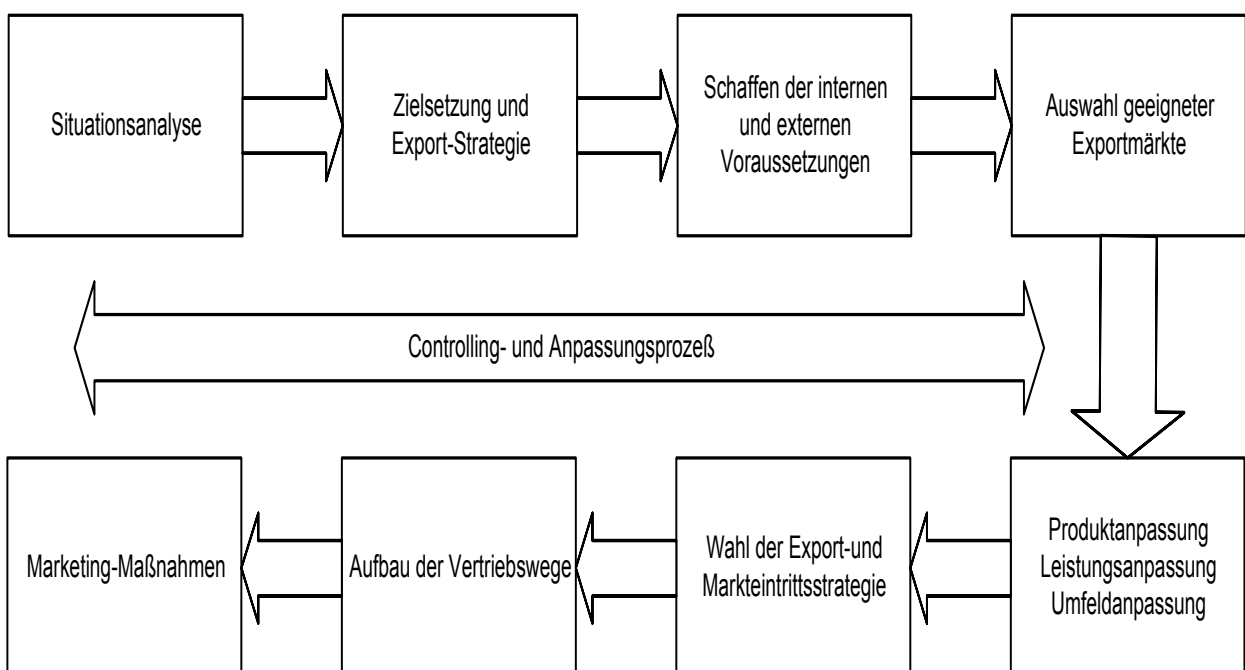 Situationsanalyse
Zielsetzung und
Export-Strategie
Schaffen der internen
und externen
Voraussetzungen
Auswahl geeigneter
Exportmärkte
Controlling- und Anpassungsprozeß
Marketing-Maßnahmen
Aufbau der Vertriebswege
Wahl der Export-und
Markteintrittsstrategie
Produktanpassung
Leistungsanpassung
Umfeldanpassung